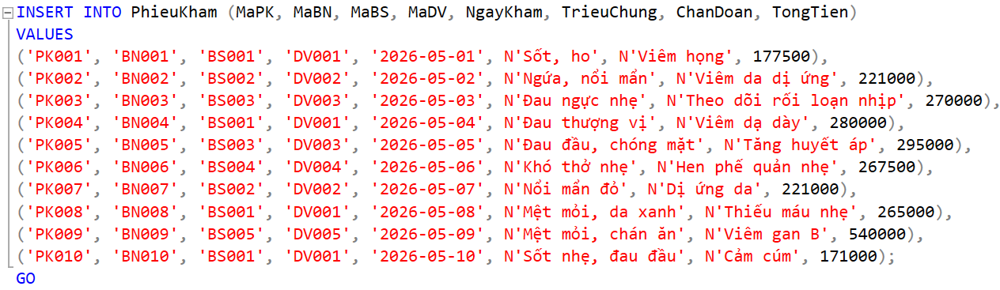 INSERT INTO PhieuKham (MaPK, MaBN, MaBS, MaDV, NgayKham, TrieuChung, ChanDoan, TongTien)
VALUES
('PK001', 'BN001', 'BS001', 'DV001', '2026-05-01', N'Sốt, ho', N'Viêm họng', 177500),
('PK002', 'BN002', 'BS002', 'DV002', '2026-05-02', N'Ngứa, nổi mẩn', N'Viêm da dị ứng', 221000),
('PK003', 'BN003', 'BS003', 'DV003', '2026-05-03', N'Đau ngực nhẹ', N'Theo dõi rối loạn nhịp', 270000),
('PK004', 'BN004', 'BS001', 'DV001', '2026-05-04', N'Đau thượng vị', N'Viêm dạ dày', 280000),
('PK005', 'BN005', 'BS003', 'DV003', '2026-05-05', N'Đau đầu, chóng mặt', N'Tăng huyết áp', 295000),
('PK006', 'BN006', 'BS004', 'DV004', '2026-05-06', N'Khó thở nhẹ', N'Hen phế quản nhẹ', 267500),
('PK007', 'BN007', 'BS002', 'DV002', '2026-05-07', N'Nổi mẩn đỏ', N'Dị ứng da', 221000),
('PK008', 'BN008', 'BS001', 'DV001', '2026-05-08', N'Mệt mỏi, da xanh', N'Thiếu máu nhẹ', 265000),
('PK009', 'BN009', 'BS005', 'DV005', '2026-05-09', N'Mệt mỏi, chán ăn', N'Viêm gan B', 540000),
('PK010', 'BN010', 'BS001', 'DV001', '2026-05-10', N'Sốt nhẹ, đau đầu', N'Cảm cúm', 171000);
GO